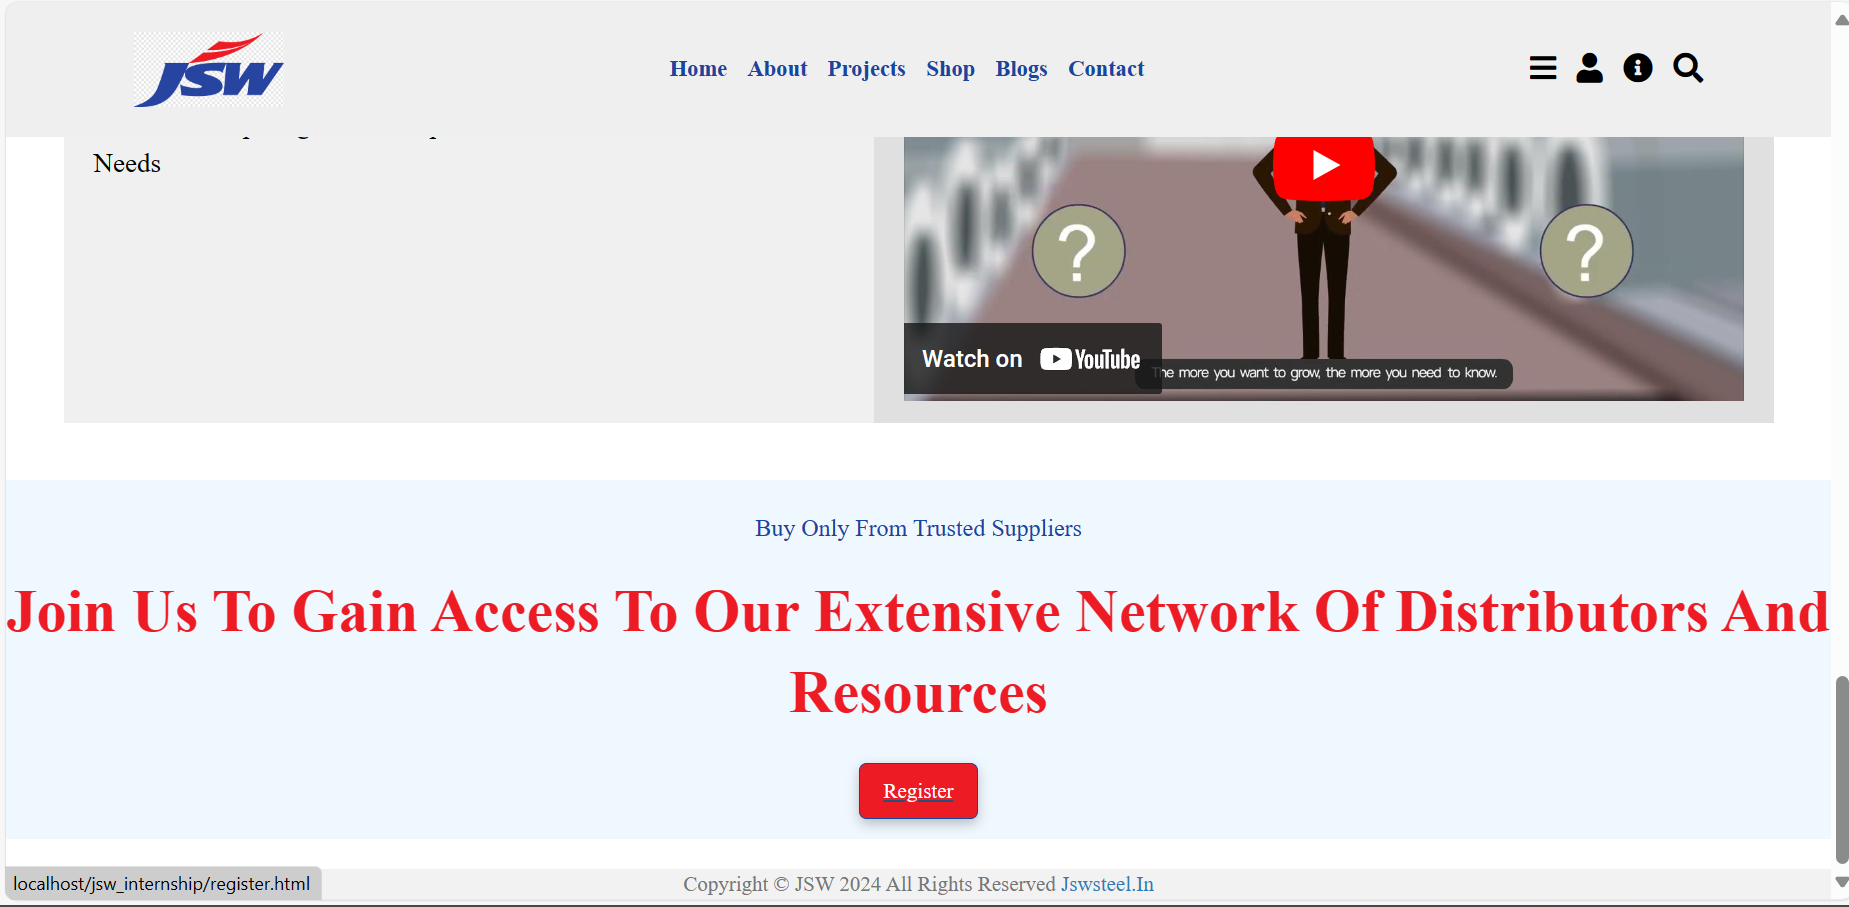 JSW
Home About Projects Shop Blogs Contact
Needs
?
?
Watch on YouTube
The more you want to grow, the more you need to know.
Buy Only From Trusted Suppliers
Join Us To Gain Access To Our Extensive Network Of Distributors And
Resources
Register
localhost/jsw_internship/register.html
Copyright © JSW 2024 All Rights Reserved Jswsteel.In